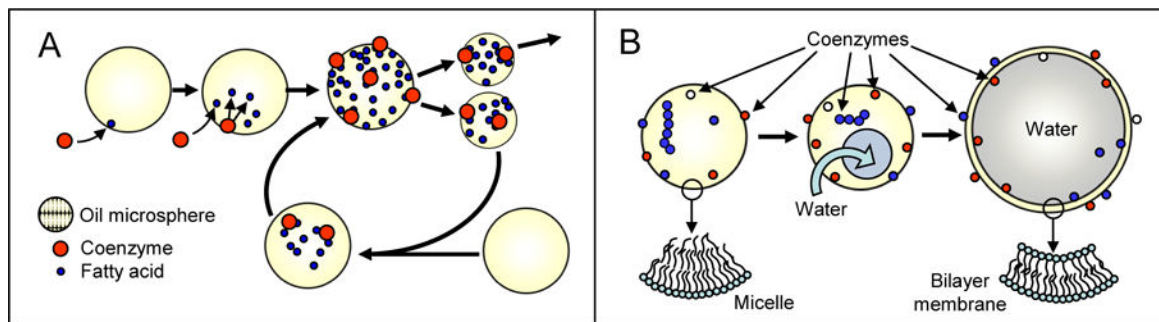 A
Oil microsphere
Coenzyme
Fatty acid
B
Coenzymes
Water
Water
Micelle
Bilayer
membrane